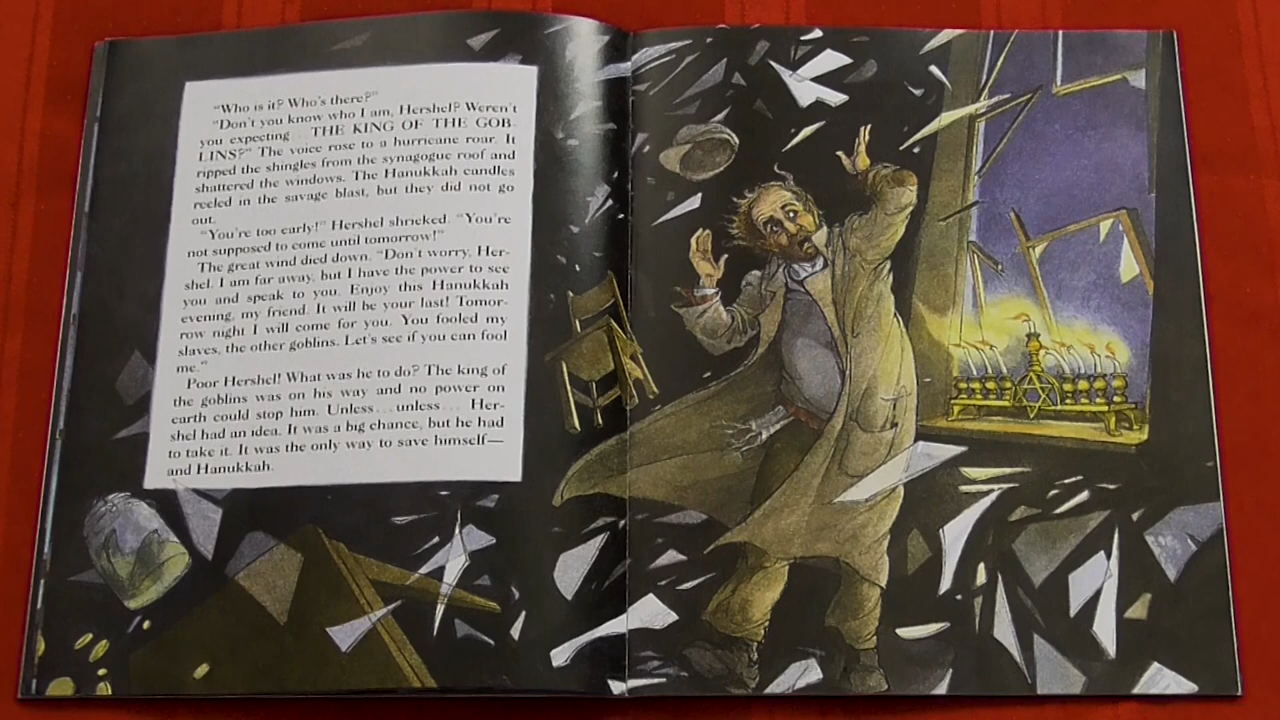 "Who is it? Who's there?"
"Don't you know who I am, Hershel? Weren't
you expecting... THE KING OF THE GOB-
LINS?" The voice rose to a hurricane roar. It
ripped the shingles from the synagogue roof and
shattered the windows. The Hanukkah candles
reeled in the savage blast, but they did not go
out.
"You're too early!" Hershel shrieked. "You're
not supposed to come until tomorrow!"
The great wind died down. "Don't worry, Her-
shel. I am far away, but I have the power to see
you and speak to you. Enjoy this Hanukkah
evening, my friend. It will be your last! Tomor-
row night I will come for you. You fooled my
slaves, the other goblins. Let's see if you can fool
me."
Poor Hershel! What was he to do? The king of
the goblins was on his way and no power on
earth could stop him. Unless...unless... Her-
shel had an idea. It was a big chance, but he had
to take it. It was the only way to save himself—
and Hanukkah.